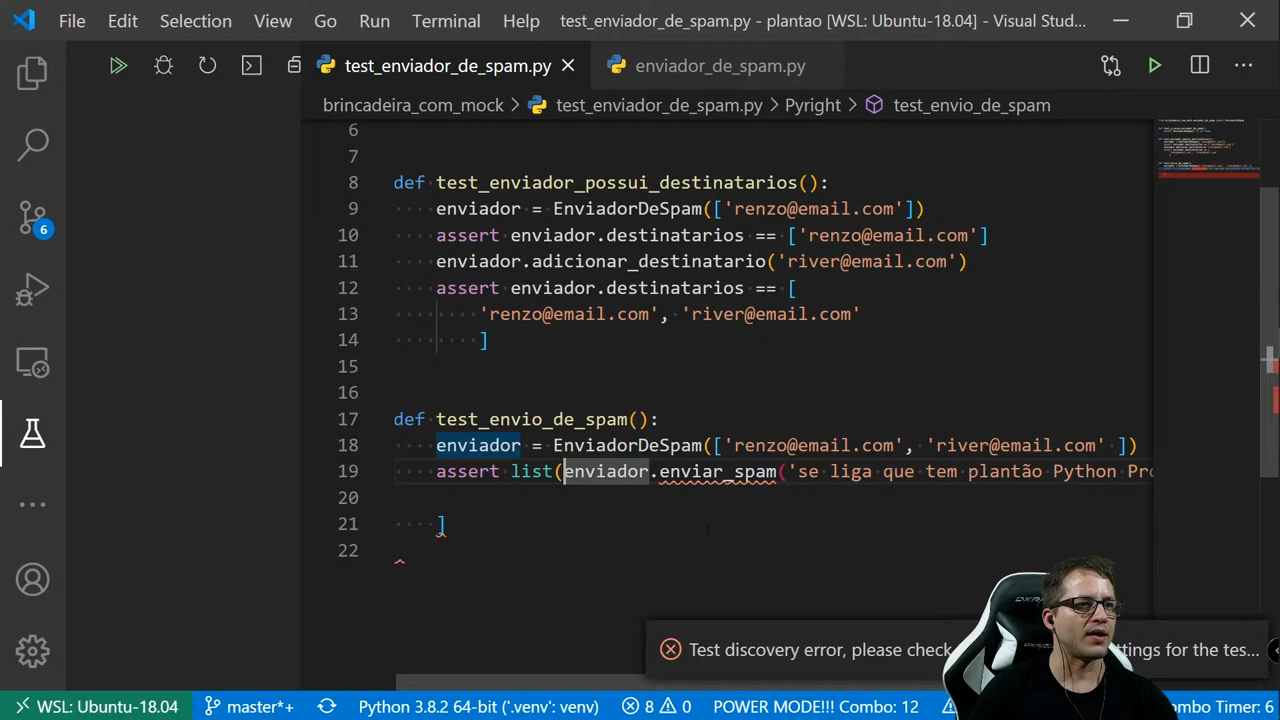 File Edit Selection View Go Run Terminal Help test_enviador_de_spam.py - plantao [WSL: Ubuntu-18.04] - Visual Stud...
test_enviador_de_spam.py enviador_de_spam.py
brincadeira_com_mock > test_enviador_de_spam.py > Pyright > test_envio_de_spam
6
7
8 def test_enviador_possui_destinatarios():
9 enviador = EnviadorDeSpam(['renzo@email.com'])
10 assert enviador.destinatarios == ['renzo@email.com']
11 enviador.adicionar_destinatario('river@email.com')
12 assert enviador.destinatarios == [
13 'renzo@email.com', 'river@email.com'
14 ]
15
16
17 def test_envio_de_spam():
18 enviador = EnviadorDeSpam(['renzo@email.com', 'river@email.com' ])
19 assert list(enviador.enviar_spam('se liga que tem plantão Python Pro
20
21 ]
22
6
Test discovery error, please check ttings for the tes...
WSL: Ubuntu-18.04 master*+ Python 3.8.2 64-bit ('.venv': venv) 8 0 POWER MODE!!! Combo: 12 ombo Timer: 6